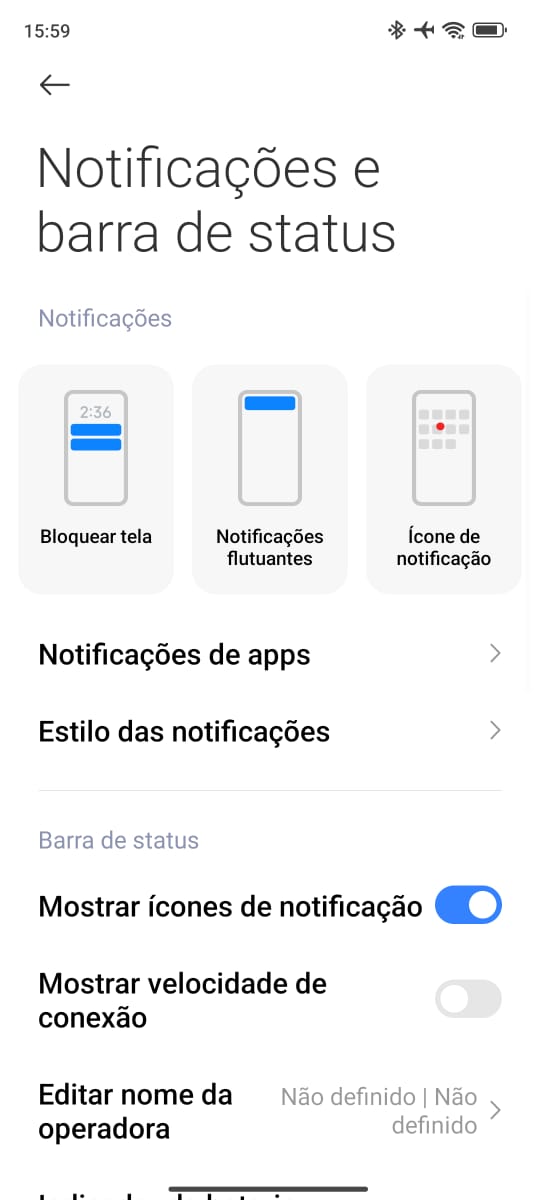 15:59
Notificações e
barra de status
Notificações
2:36
Bloquear tela
Notificações
flutuantes
Ícone de
notificação
Notificações de apps
Estilo das notificações
Barra de status
Mostrar ícones de notificação
Mostrar velocidade de
conexão
Editar nome da
operadora
Não definido | Não
definido